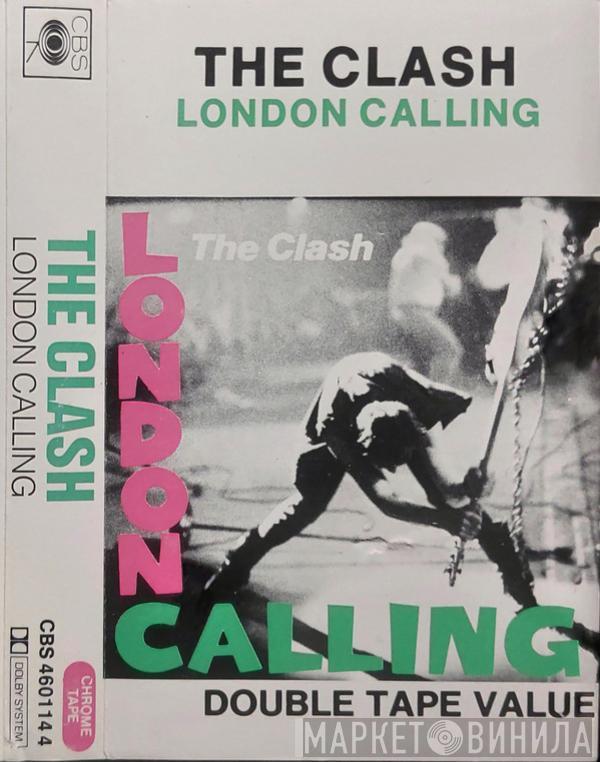 CBS
THE CLASH
LONDON CALLING
THE CLASH
LONDON CALLING
CBS 460114 4
DOLBY SYSTEM
CHROME
TAPE
The Clash
LONDON
CALLING
DOUBLE TAPE VALUE
МАРКЕТ ВИНИЛА